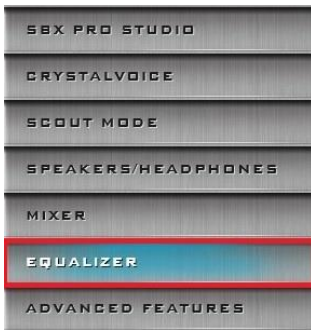 SBX PRO STUDIO
CRYSTALVOICE
SCOUT MODE
SPEAKERS/HEADPHONES
MIXER
EQUALIZER
ADVANCED FEATURES